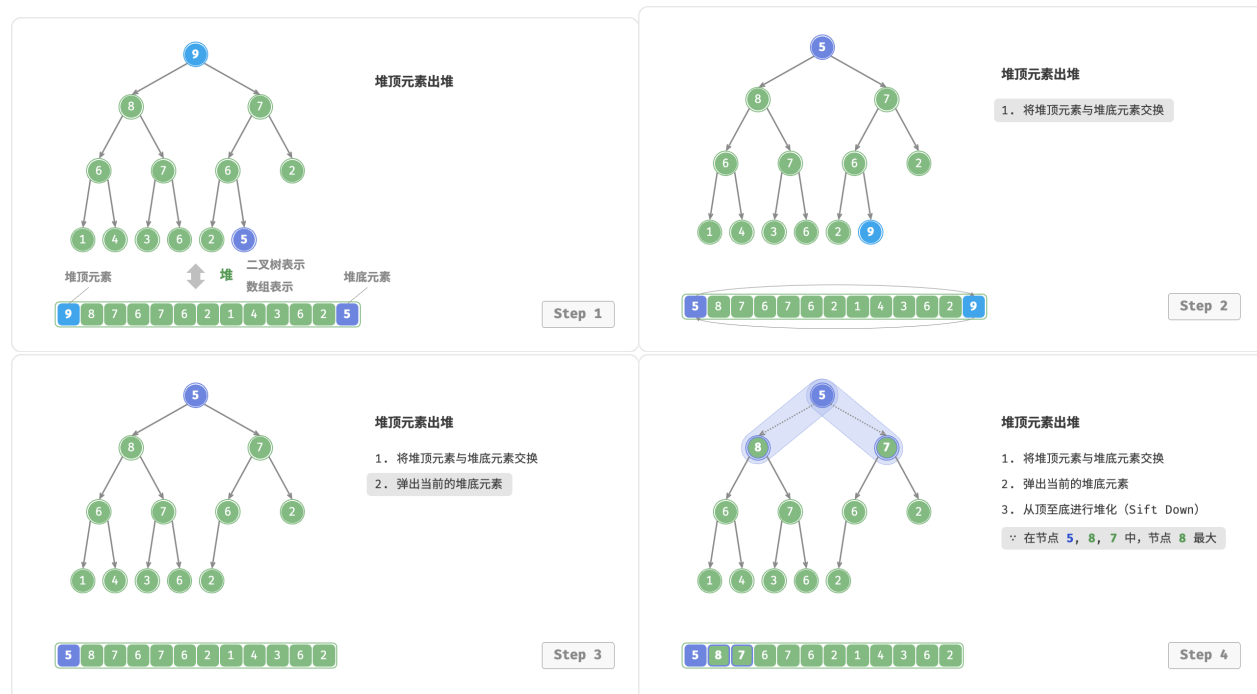 9
堆顶元素出堆
8 7
6 7 6 2
1 4 3 6 2 5
堆顶元素
堆
二叉树表示
数组表示
堆底元素
9 8 7 6 7 6 2 1 4 3 6 2 5
Step 1
5
堆顶元素出堆
8 7
1. 将堆顶元素与堆底元素交换
6 7 6 2
1 4 3 6 2 9
5 8 7 6 7 6 2 1 4 3 6 2 9
Step 2
5
堆顶元素出堆
8 7
1. 将堆顶元素与堆底元素交换
2. 弹出当前的堆底元素
6 7 6 2
1 4 3 6 2
5 8 7 6 7 6 2 1 4 3 6 2
Step 3
5
堆顶元素出堆
8 7
1. 将堆顶元素与堆底元素交换
2. 弹出当前的堆底元素
3. 从顶至底进行堆化（Sift Down）
∵ 在节点 5, 8, 7 中，节点 8 最大
6 7 6 2
1 4 3 6 2
5 8 7 6 7 6 2 1 4 3 6 2
Step 4